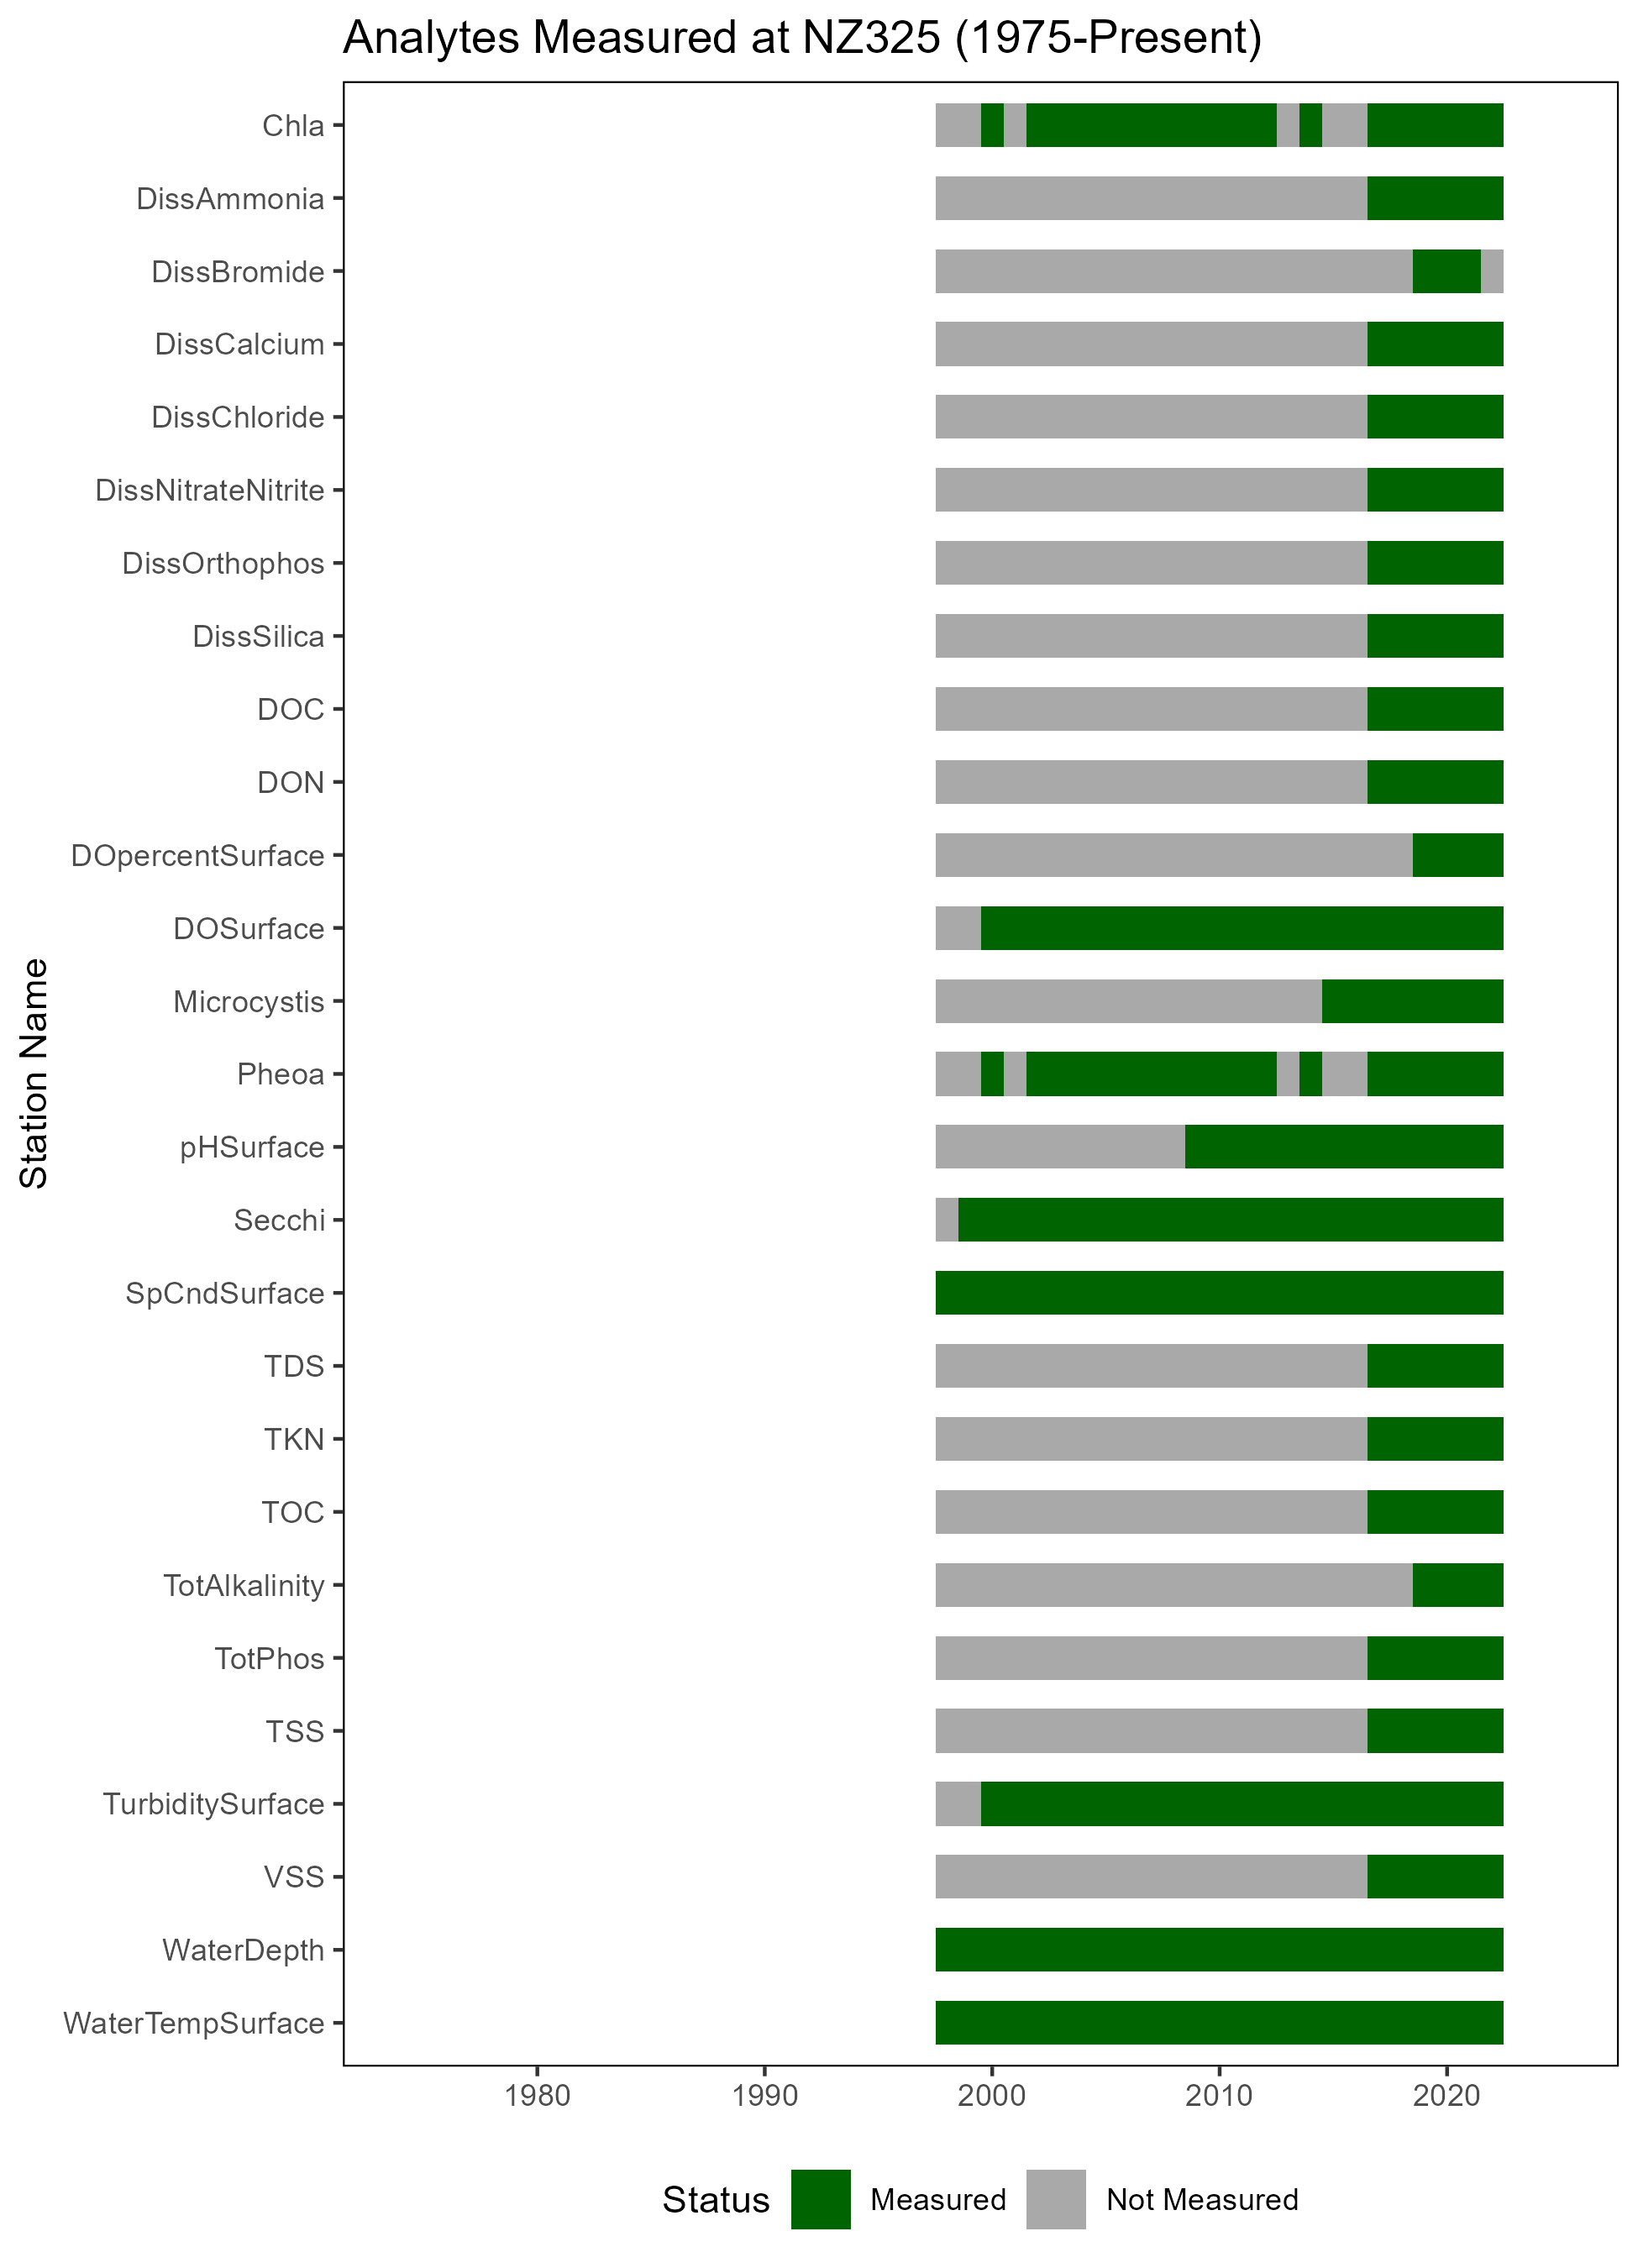 Analytes Measured at NZ325 (1975-Present)
Station Name
Chla
DissAmmonia
DissBromide
DissCalcium
DissChloride
DissNitrateNitrite
DissOrthophos
DissSilica
DOC
DON
DOpercentSurface
DOSurface
Microcystis
Pheoa
pHSurface
Secchi
SpCndSurface
TDS
TKN
TOC
TotAlkalinity
TotPhos
TSS
TurbiditySurface
VSS
WaterDepth
WaterTempSurface
1980 1990 2000 2010 2020
Status Measured Not Measured